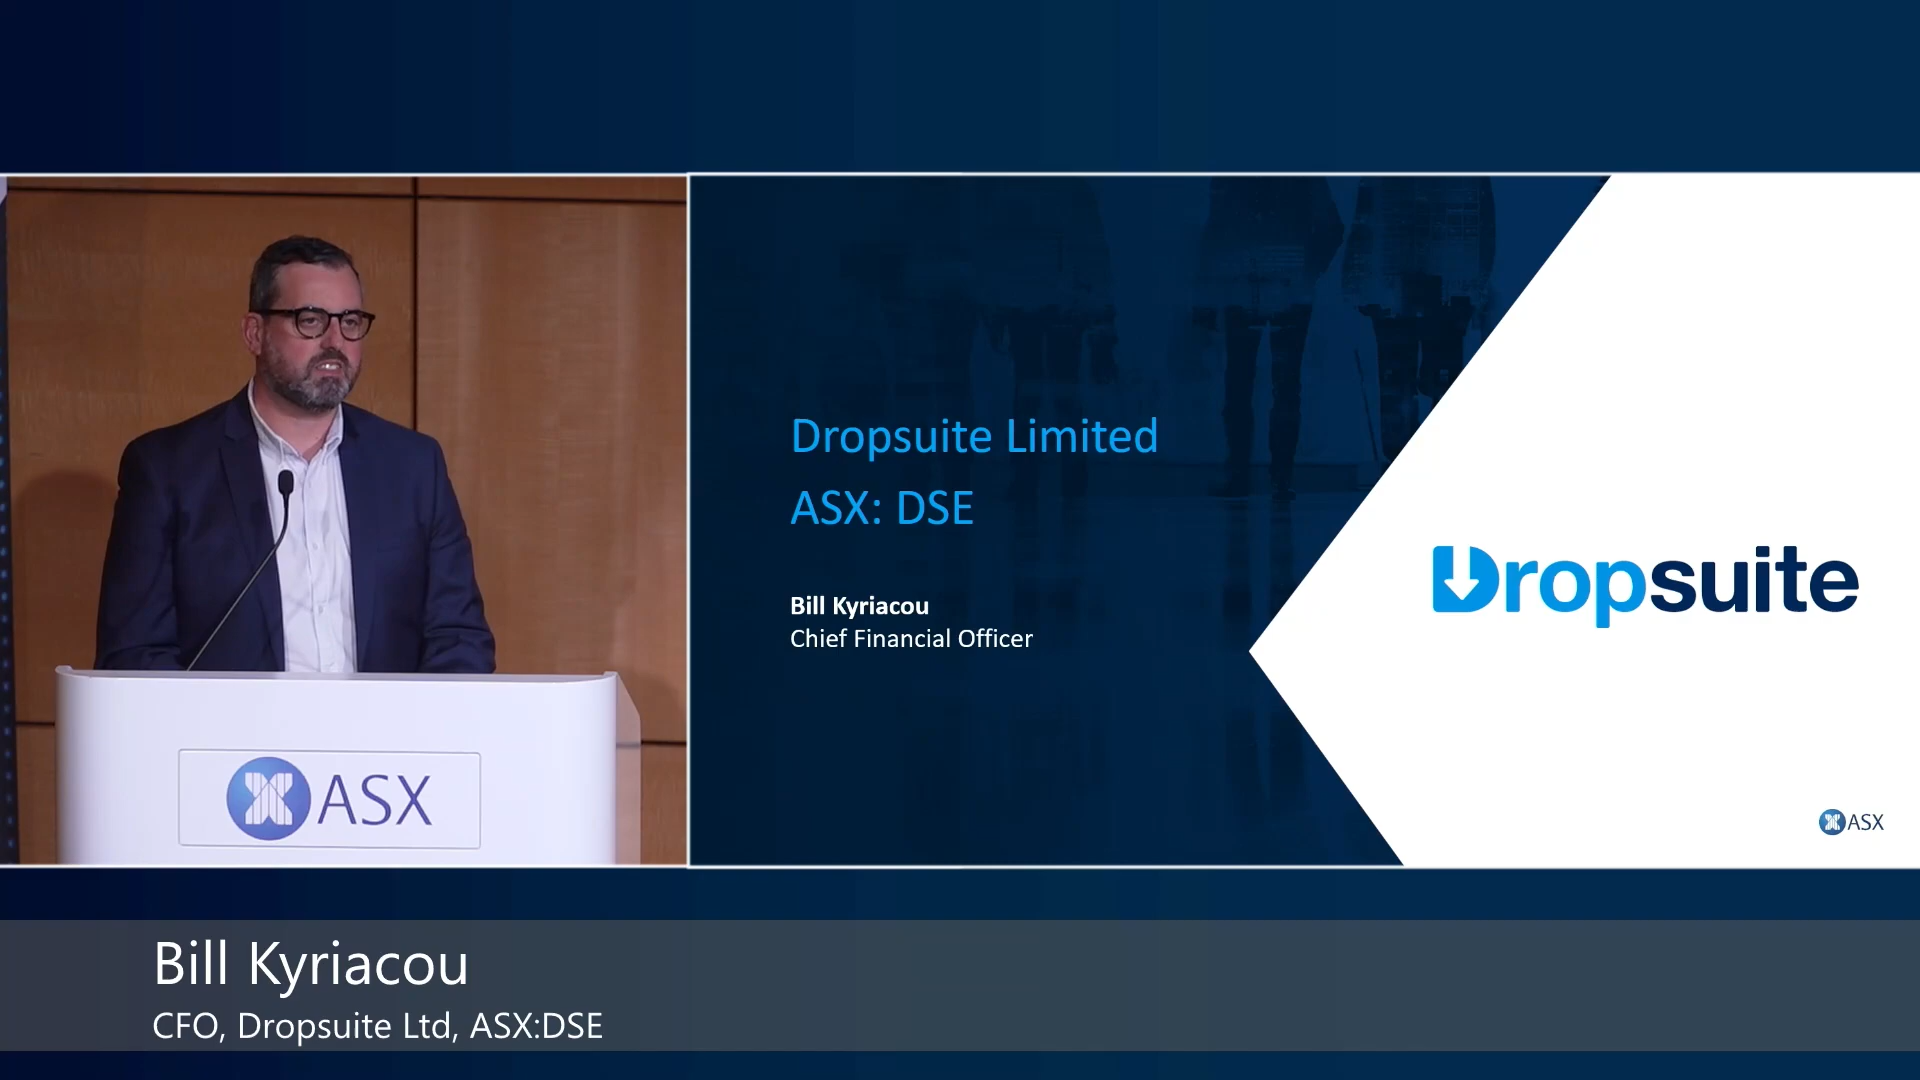 Dropsuite Limited
ASX: DSE
Bill Kyriacou
Chief Financial Officer
Dropsuite
ASX
ASX
Bill Kyriacou
CFO, Dropsuite Ltd, ASX:DSE